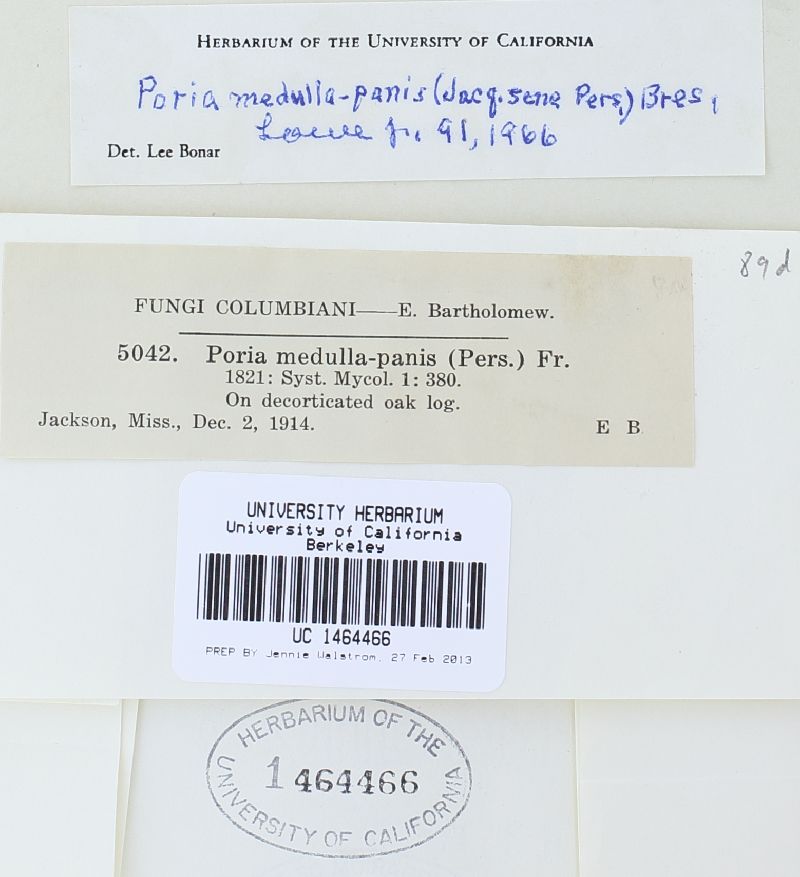 HERBARIUM OF THE UNIVERSITY OF CALIFORNIA
Poria medulla-panis (Jacq. sens Pers.) Bres.,
Lowe p. 91, 1966
Det. Lee Bonar
89d
FUNGI COLUMBIANI——E. Bartholomew.
5042. Poria medulla-panis (Pers.) Fr.
1821: Syst. Mycol. 1: 380.
On decorticated oak log.
Jackson, Miss., Dec. 2, 1914. E B
UNIVERSITY HERBARIUM
University of California
Berkeley
UC 1464466
PREP BY Jennie Walstrom, 27 Feb 2013
HERBARIUM OF THE
1464466
UNIVERSITY OF CALIFORNIA